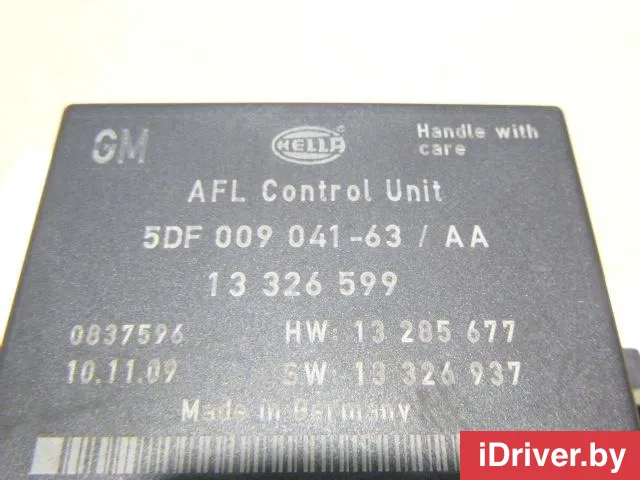 GM
HELLA
®
Handle with
care
AFL Control Unit
5DF 009 041-63 / AA
13 326 599
0837596
HW: 13 285 677
10.11.09
SW: 13 326 937
Made in Germany
iDriver.by